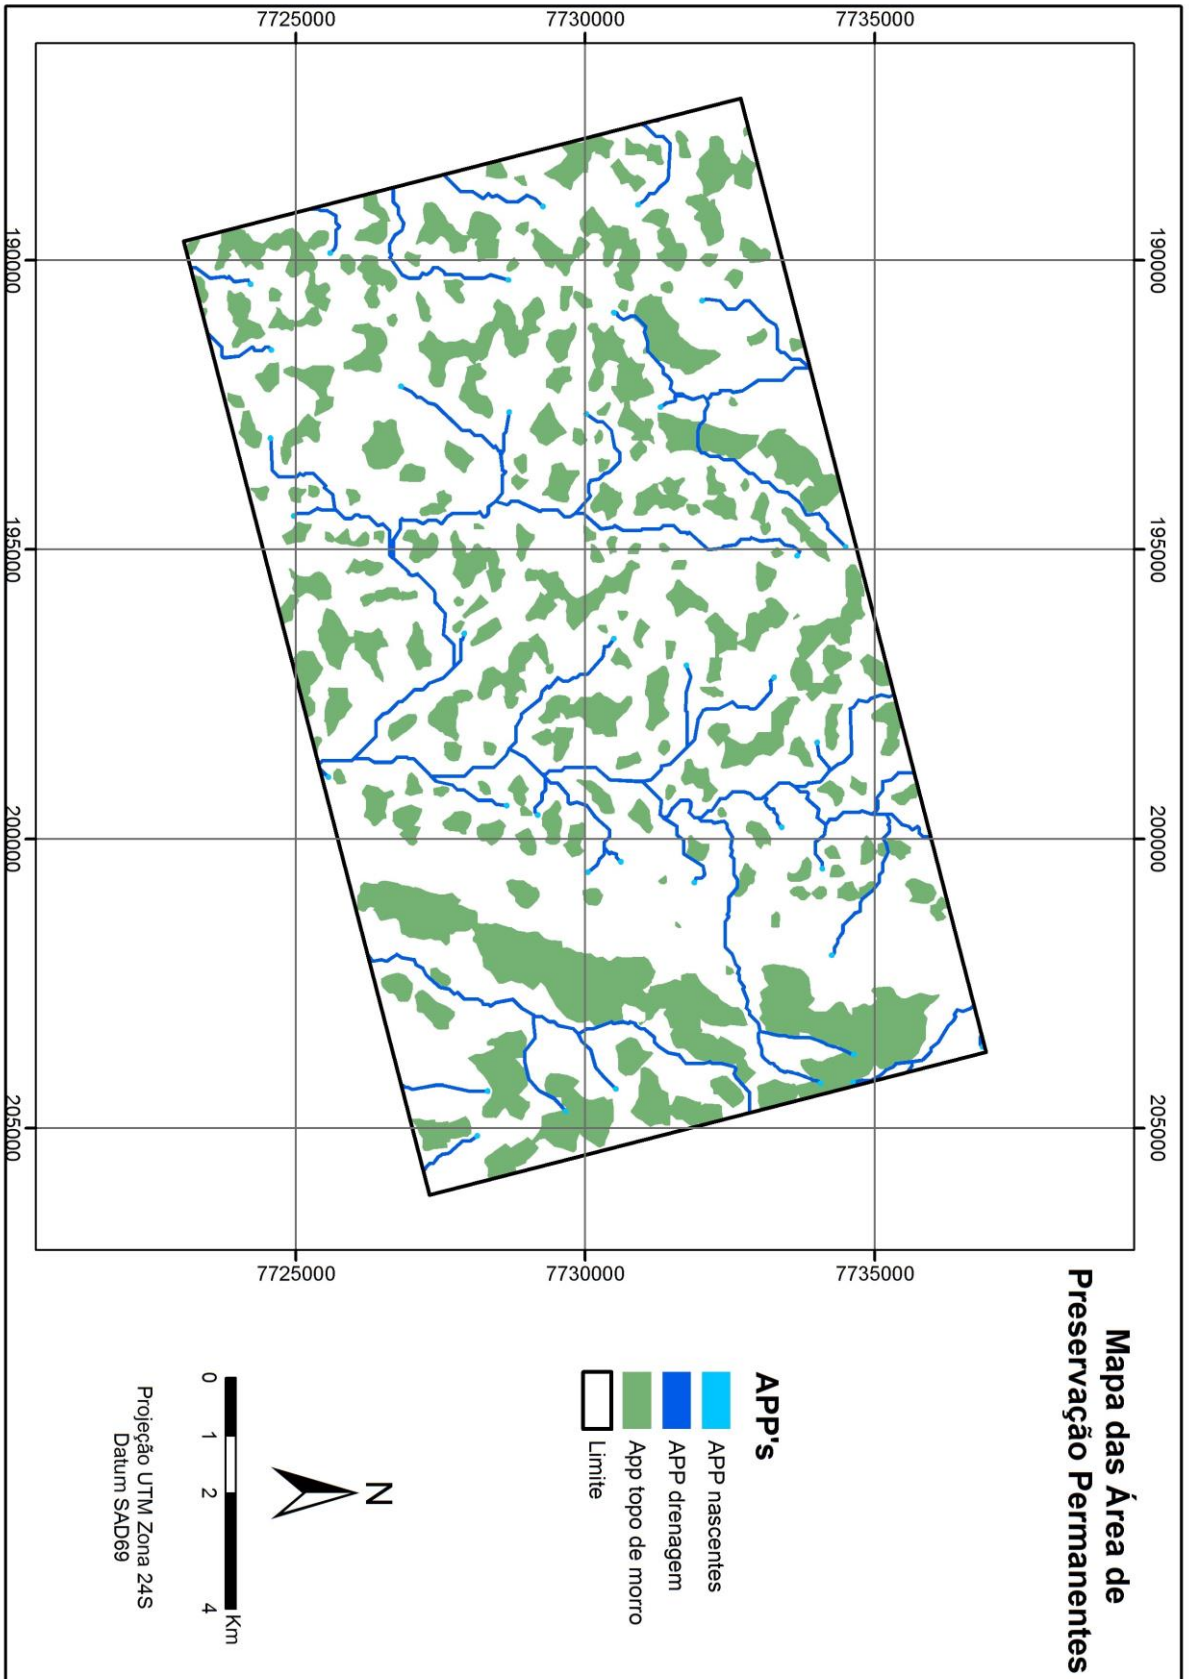 Mapa das Área de
Preservação Permanentes
190000
195000
200000
205000
7735000
7735000
7730000
7730000
7725000
7725000
190000
195000
200000
205000
APP's
APP nascentes
APP drenagem
App topo de morro
Limite
N
Km
0
1
2
4
Projeção UTM Zona 24S
Datum SAD69